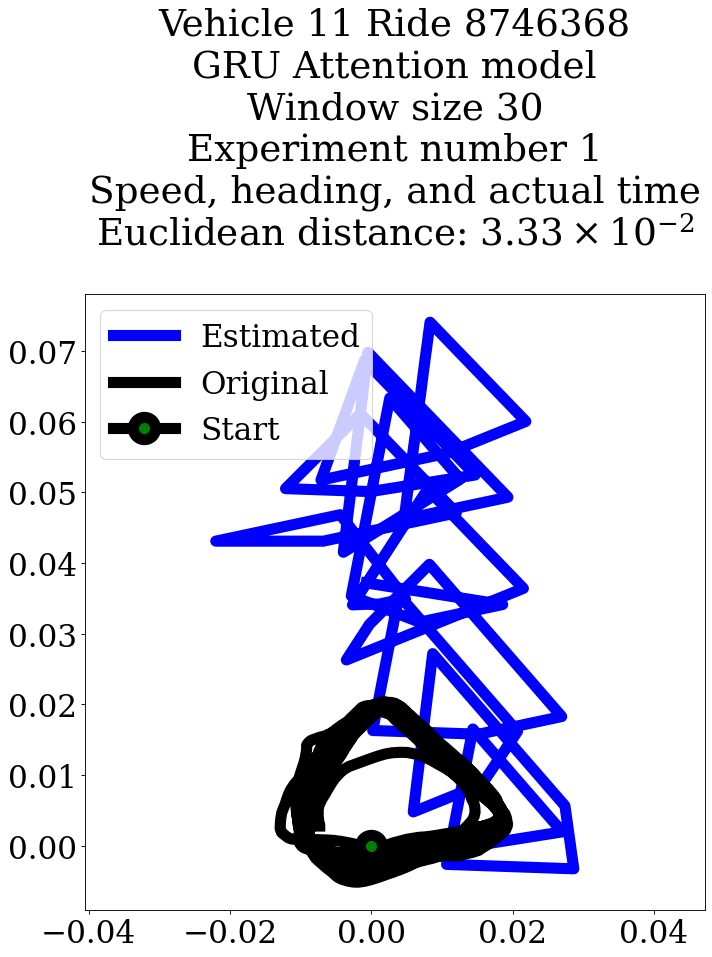 Vehicle 11 Ride 8746368
GRU Attention model
Window size 30
Experiment number 1
Speed, heading, and actual time
Euclidean distance: 3.33 × 10⁻²
Estimated
Original
Start
0.07
0.06
0.05
0.04
0.03
0.02
0.01
0.00
−0.04 −0.02 0.00 0.02 0.04